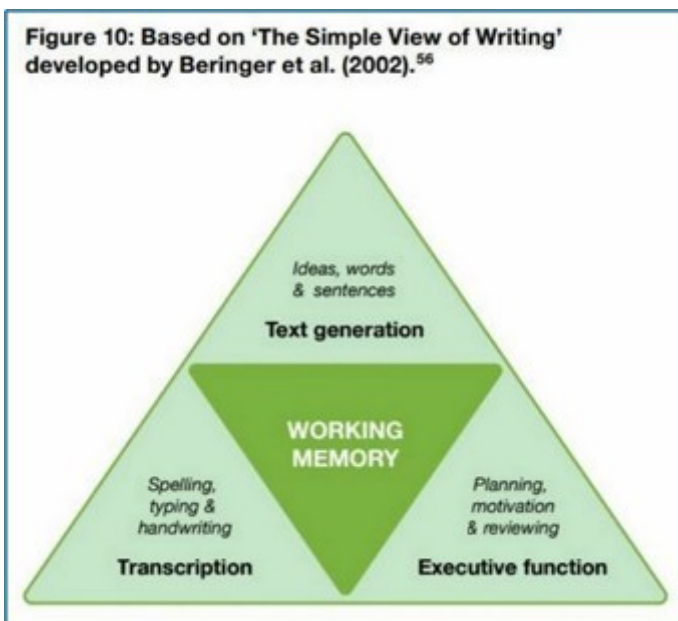 Figure 10: Based on ‘The Simple View of Writing’
developed by Beringer et al. (2002).56
Ideas, words
& sentences
Text generation
WORKING
MEMORY
Spelling,
typing &
handwriting
Transcription
Planning,
motivation
& reviewing
Executive function